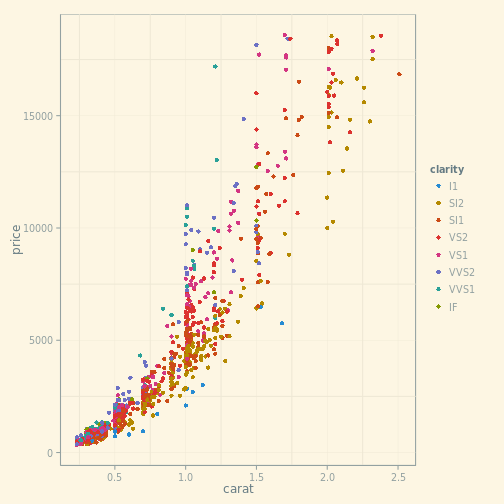 15000
10000
5000
0
price
0.5
1.0
1.5
2.0
2.5
carat
clarity
I1
SI2
SI1
VS2
VS1
VVS2
VVS1
IF